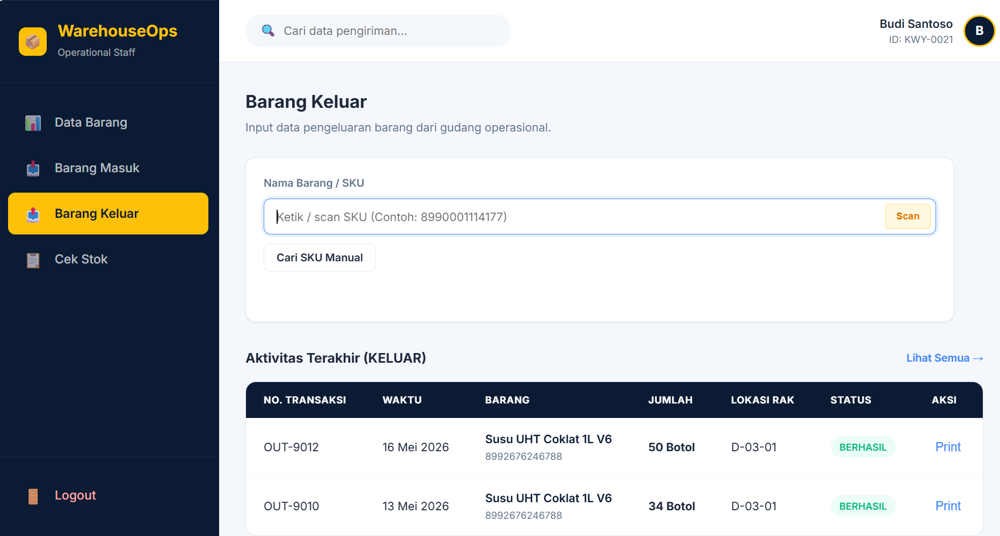 WarehouseOps
Operational Staff
Data Barang
Barang Masuk
Barang Keluar
Cek Stok
Logout
Cari data pengiriman...
Budi Santoso
ID: KWY-0021
B
Barang Keluar
Input data pengeluaran barang dari gudang operasional.
Nama Barang / SKU
Ketik / scan SKU (Contoh: 8990001114177)
Scan
Cari SKU Manual
Aktivitas Terakhir (KELUAR)
Lihat Semua →
NO. TRANSAKSI WAKTU BARANG JUMLAH LOKASI RAK STATUS AKSI
OUT-9012 16 Mei 2026 Susu UHT Coklat 1L V6 50 Botol D-03-01 BERHASIL Print
8992676246788
OUT-9010 13 Mei 2026 Susu UHT Coklat 1L V6 34 Botol D-03-01 BERHASIL Print
8992676246788